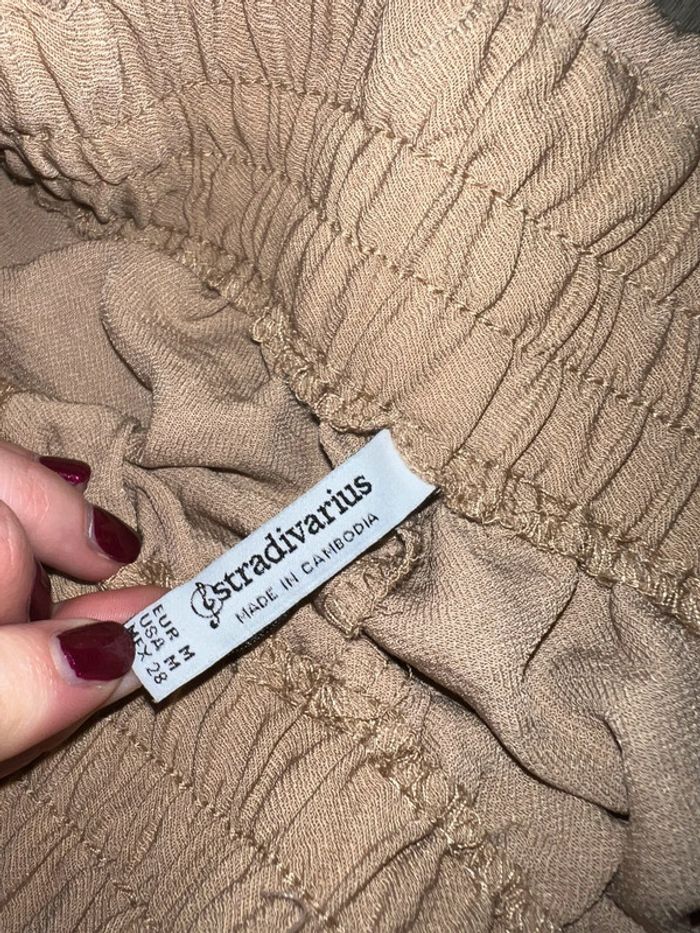 stradivarius
MADE IN CAMBODIA
EUR M
USA M
MEX 28